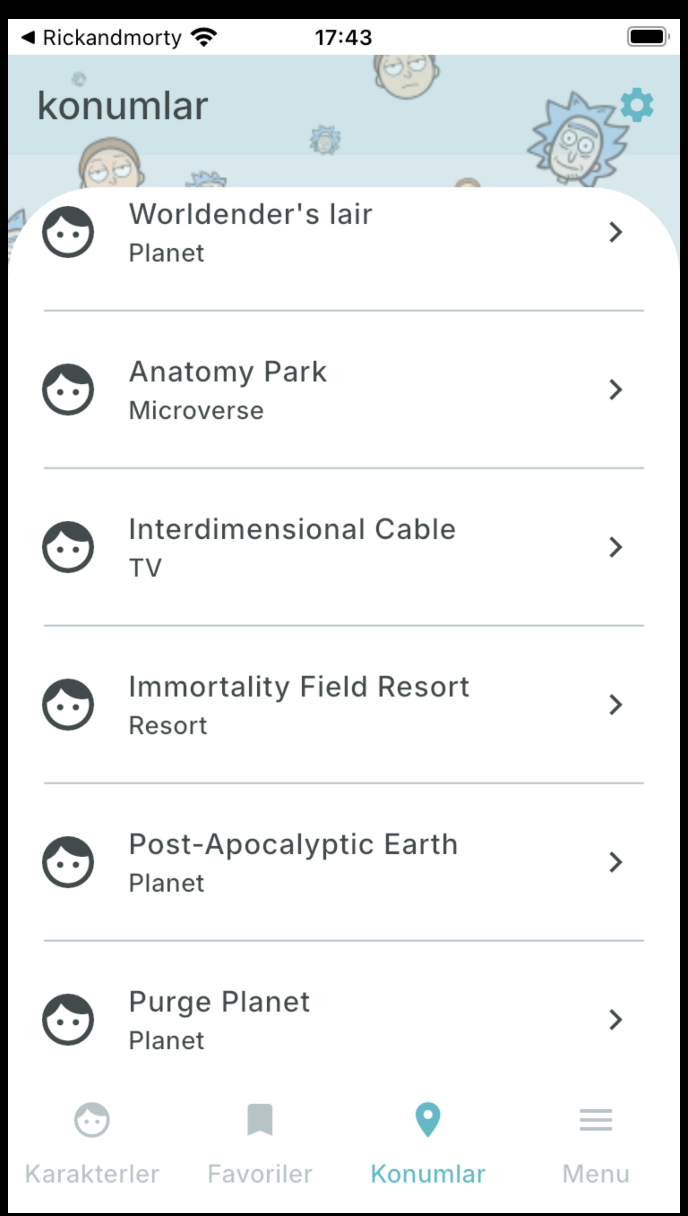 ◀ Rickandmorty 17:43
konumlar
Worldender's lair
Planet
Anatomy Park
Microverse
Interdimensional Cable
TV
Immortality Field Resort
Resort
Post-Apocalyptic Earth
Planet
Purge Planet
Planet
Karakterler Favoriler Konumlar Menu